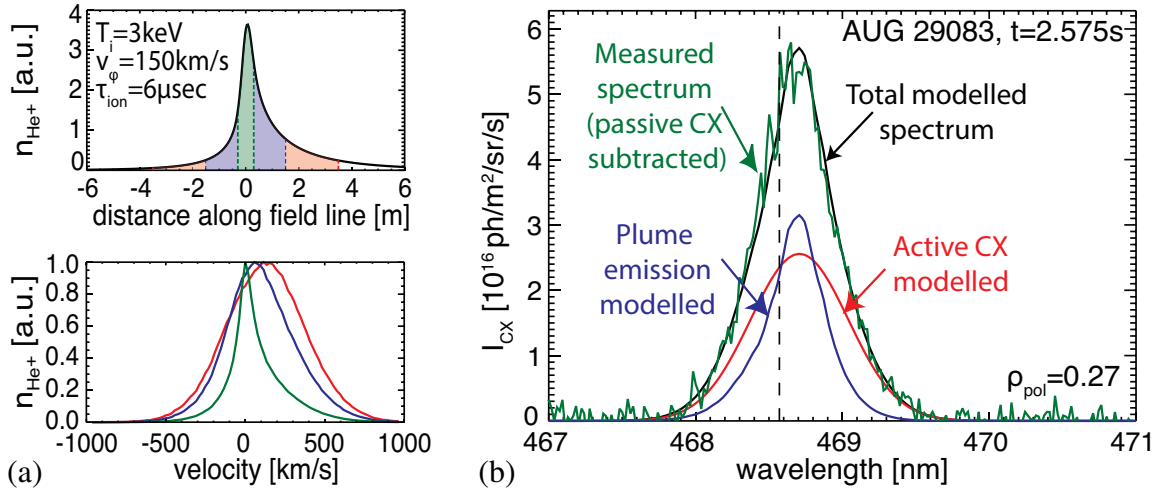 4
3
2
1
0
n_He+ [a.u.]
T_i=3keV
v_φ=150km/s
τ_ion=6μsec
-6 -4 -2 0 2 4 6
distance along field line [m]
1.0
0.8
0.6
0.4
0.2
0.0
n_He+ [a.u.]
-1000 -500 0 500 1000
velocity [km/s]
(a)
6
5
4
3
2
1
0
I_CX [10^16 ph/m²/sr/s]
AUG 29083, t=2.575s
Measured
spectrum
(passive CX
subtracted)
Total modelled
spectrum
Plume
emission
modelled
Active CX
modelled
ρ_pol=0.27
467 468 469 470 471
wavelength [nm]
(b)